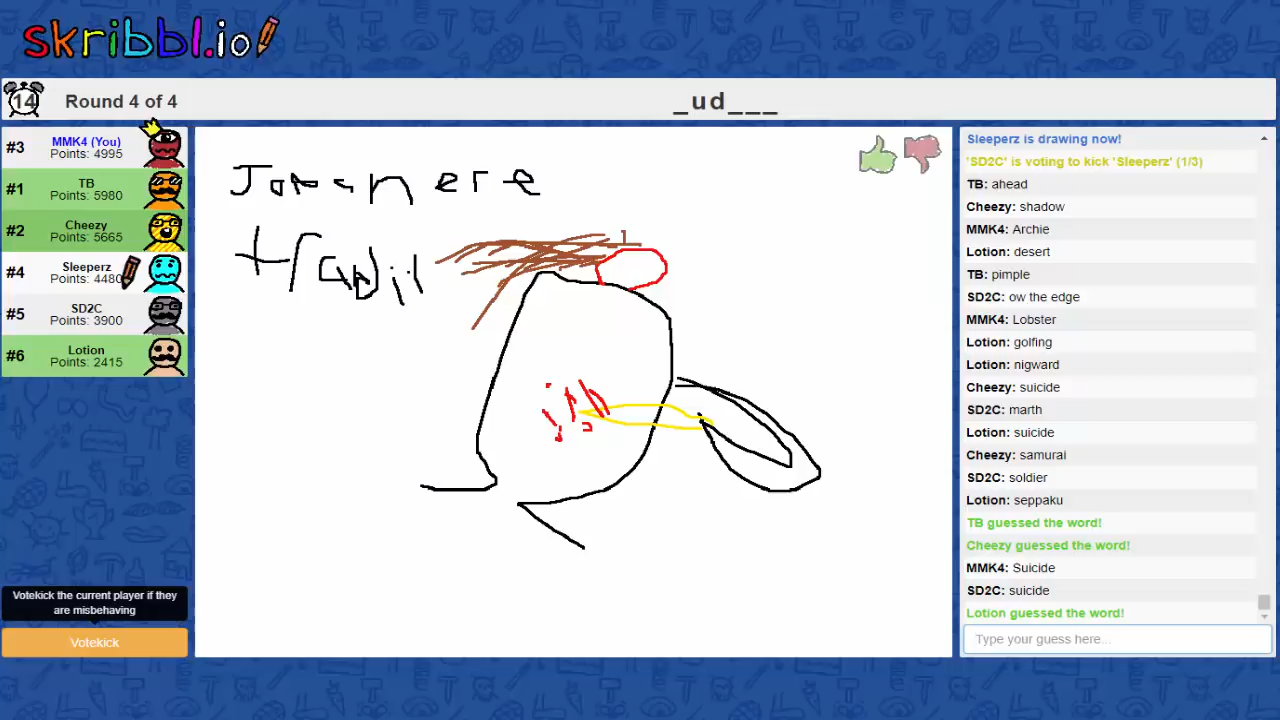 skribbl.io
14
Round 4 of 4
_ud___
#3 MMK4 (You)
Points: 4995
#1 TB
Points: 5980
#2 Cheezy
Points: 5665
#4 Sleeperz
Points: 4480
#5 SD2C
Points: 3900
#6 Lotion
Points: 2415
Votekick the current player if they
are misbehaving
Votekick
Sleeperz is drawing now!
'SD2C' is voting to kick 'Sleeperz' (1/3)
TB: ahead
Cheezy: shadow
MMK4: Archie
Lotion: desert
TB: pimple
SD2C: ow the edge
MMK4: Lobster
Lotion: golfing
Lotion: nigward
Cheezy: suicide
SD2C: marth
Lotion: suicide
Cheezy: samurai
SD2C: soldier
Lotion: seppaku
TB guessed the word!
Cheezy guessed the word!
MMK4: Suicide
SD2C: suicide
Lotion guessed the word!
Type your guess here...